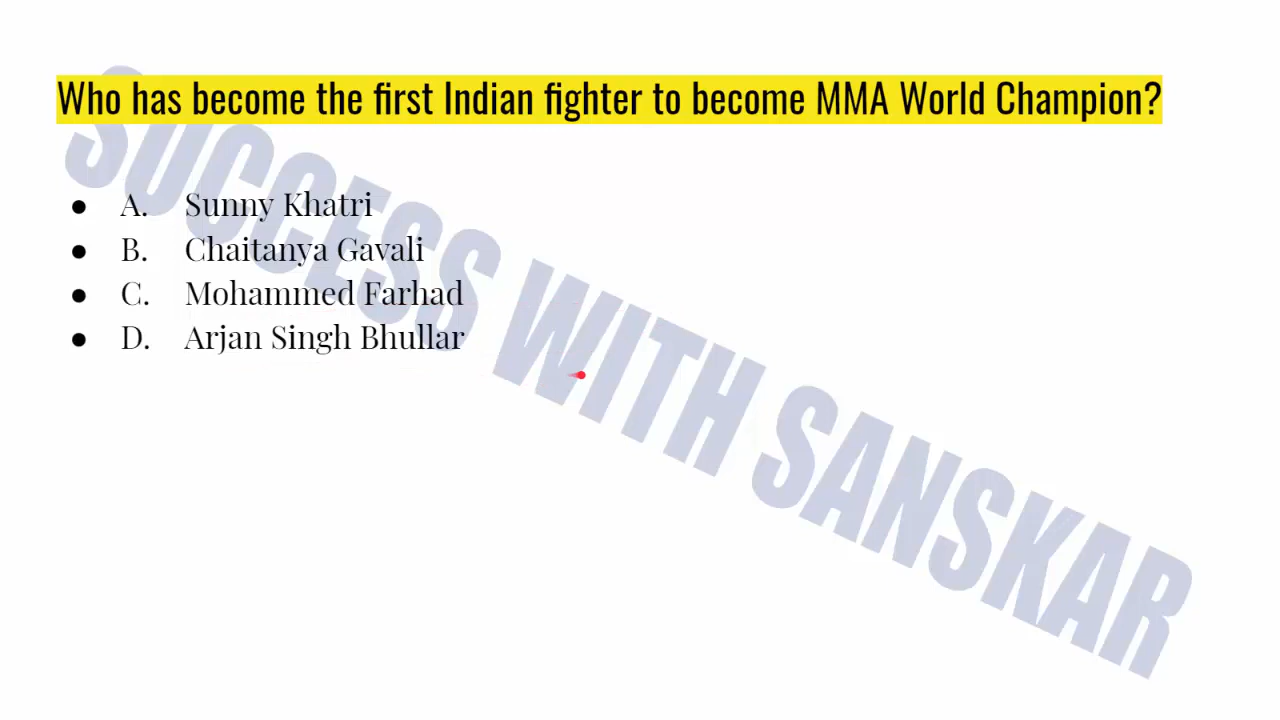 Who has become the first Indian fighter to become MMA World Champion?
● A. Sunny Khatri
● B. Chaitanya Gavali
● C. Mohammed Farhad
● D. Arjan Singh Bhullar
SUCCESS WITH SANSKAR